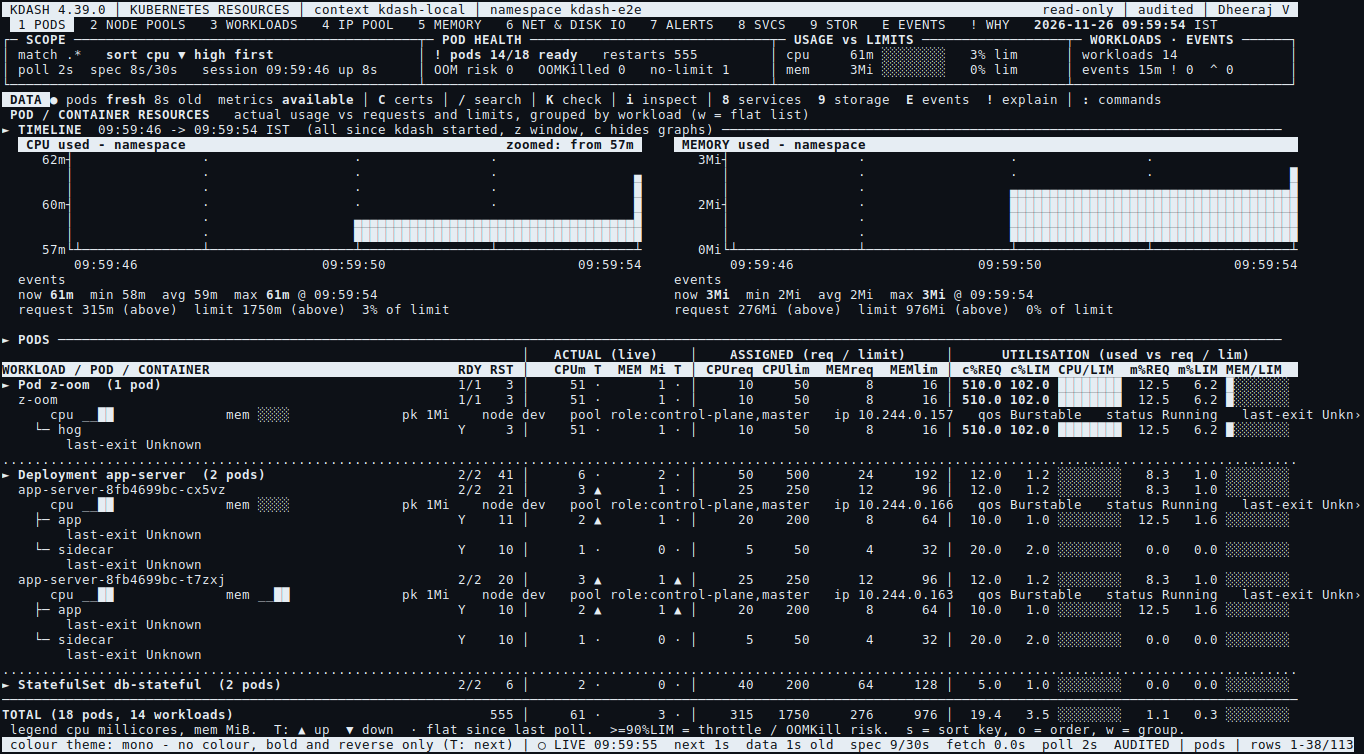 KDASH 4.39.0 │ KUBERNETES RESOURCES │ context kdash-local │ namespace kdash-e2e read-only │ audited │ Dheeraj V
1 PODS 2 NODE POOLS 3 WORKLOADS 4 IP POOL 5 MEMORY 6 NET & DISK IO 7 ALERTS 8 SVCS 9 STOR E EVENTS ! WHY 2026-11-26 09:59:54 IST
SCOPE POD HEALTH USAGE vs LIMITS WORKLOADS · EVENTS
match .* sort cpu ▼ high first │ ! pods 14/18 ready restarts 555 │ cpu 61m 3% lim │ workloads 14
poll 2s spec 8s/30s session 09:59:46 up 8s │ OOM risk 0 OOMKilled 0 no-limit 1 │ mem 3Mi 0% lim │ events 15m ! 0 ^ 0
DATA ● pods fresh 8s old metrics available │ C certs │ / search │ K check │ i inspect │ 8 services 9 storage E events ! explain │ : commands
POD / CONTAINER RESOURCES actual usage vs requests and limits, grouped by workload (w = flat list)
► TIMELINE 09:59:46 -> 09:59:54 IST (all since kdash started, z window, c hides graphs)
CPU used - namespace zoomed: from 57m MEMORY used - namespace
62m 3Mi
60m 2Mi
57m 0Mi
09:59:46 09:59:50 09:59:54 09:59:46 09:59:50 09:59:54
events events
now 61m min 58m avg 59m max 61m @ 09:59:54 now 3Mi min 2Mi avg 2Mi max 3Mi @ 09:59:54
request 315m (above) limit 1750m (above) 3% of limit request 276Mi (above) limit 976Mi (above) 0% of limit
► PODS
│ ACTUAL (live) │ ASSIGNED (req / limit) │ UTILISATION (used vs req / lim)
WORKLOAD / POD / CONTAINER RDY RST │ CPUm T MEM Mi T │ CPUreq CPUlim MEMreq MEMlim │ c%REQ c%LIM CPU/LIM m%REQ m%LIM MEM/LIM
► Pod z-oom (1 pod) 1/1 3 │ 51 · 1 · │ 10 50 8 16 │ 510.0 102.0 12.5 6.2
z-oom 1/1 3 │ 51 · 1 · │ 10 50 8 16 │ 510.0 102.0 12.5 6.2
cpu mem pk 1Mi node dev pool role:control-plane,master ip 10.244.0.157 qos Burstable status Running last-exit Unkn›
└─ hog Y 3 │ 51 · 1 · │ 10 50 8 16 │ 510.0 102.0 12.5 6.2
last-exit Unknown
► Deployment app-server (2 pods) 2/2 41 │ 6 · 2 · │ 50 500 24 192 │ 12.0 1.2 8.3 1.0
app-server-8fb4699bc-cx5vz 2/2 21 │ 3 ▲ 1 · │ 25 250 12 96 │ 12.0 1.2 8.3 1.0
cpu mem pk 1Mi node dev pool role:control-plane,master ip 10.244.0.166 qos Burstable status Running last-exit Unkn›
├─ app Y 11 │ 2 ▲ 1 · │ 20 200 8 64 │ 10.0 1.0 12.5 1.6
last-exit Unknown
└─ sidecar Y 10 │ 1 · 0 · │ 5 50 4 32 │ 20.0 2.0 0.0 0.0
last-exit Unknown
app-server-8fb4699bc-t7zxj 2/2 20 │ 3 ▲ 1 ▲ │ 25 250 12 96 │ 12.0 1.2 8.3 1.0
cpu mem pk 1Mi node dev pool role:control-plane,master ip 10.244.0.163 qos Burstable status Running last-exit Unkn›
├─ app Y 10 │ 2 ▲ 1 ▲ │ 20 200 8 64 │ 10.0 1.0 12.5 1.6
last-exit Unknown
└─ sidecar Y 10 │ 1 · 0 · │ 5 50 4 32 │ 20.0 2.0 0.0 0.0
last-exit Unknown
► StatefulSet db-stateful (2 pods) 2/2 6 │ 2 · 0 · │ 40 200 64 128 │ 5.0 1.0 0.0 0.0
TOTAL (18 pods, 14 workloads) 555 │ 61 · 3 · │ 315 1750 276 976 │ 19.4 3.5 1.1 0.3
legend cpu millicores, mem MiB. T: ▲ up ▼ down · flat since last poll. >=90%LIM = throttle / OOMKill risk. s = sort key, o = order, w = group.
colour theme: mono - no colour, bold and reverse only (T: next) │ ○ LIVE 09:59:55 next 1s data 1s old spec 9/30s fetch 0.0s poll 2s AUDITED │ pods │ rows 1-38/113